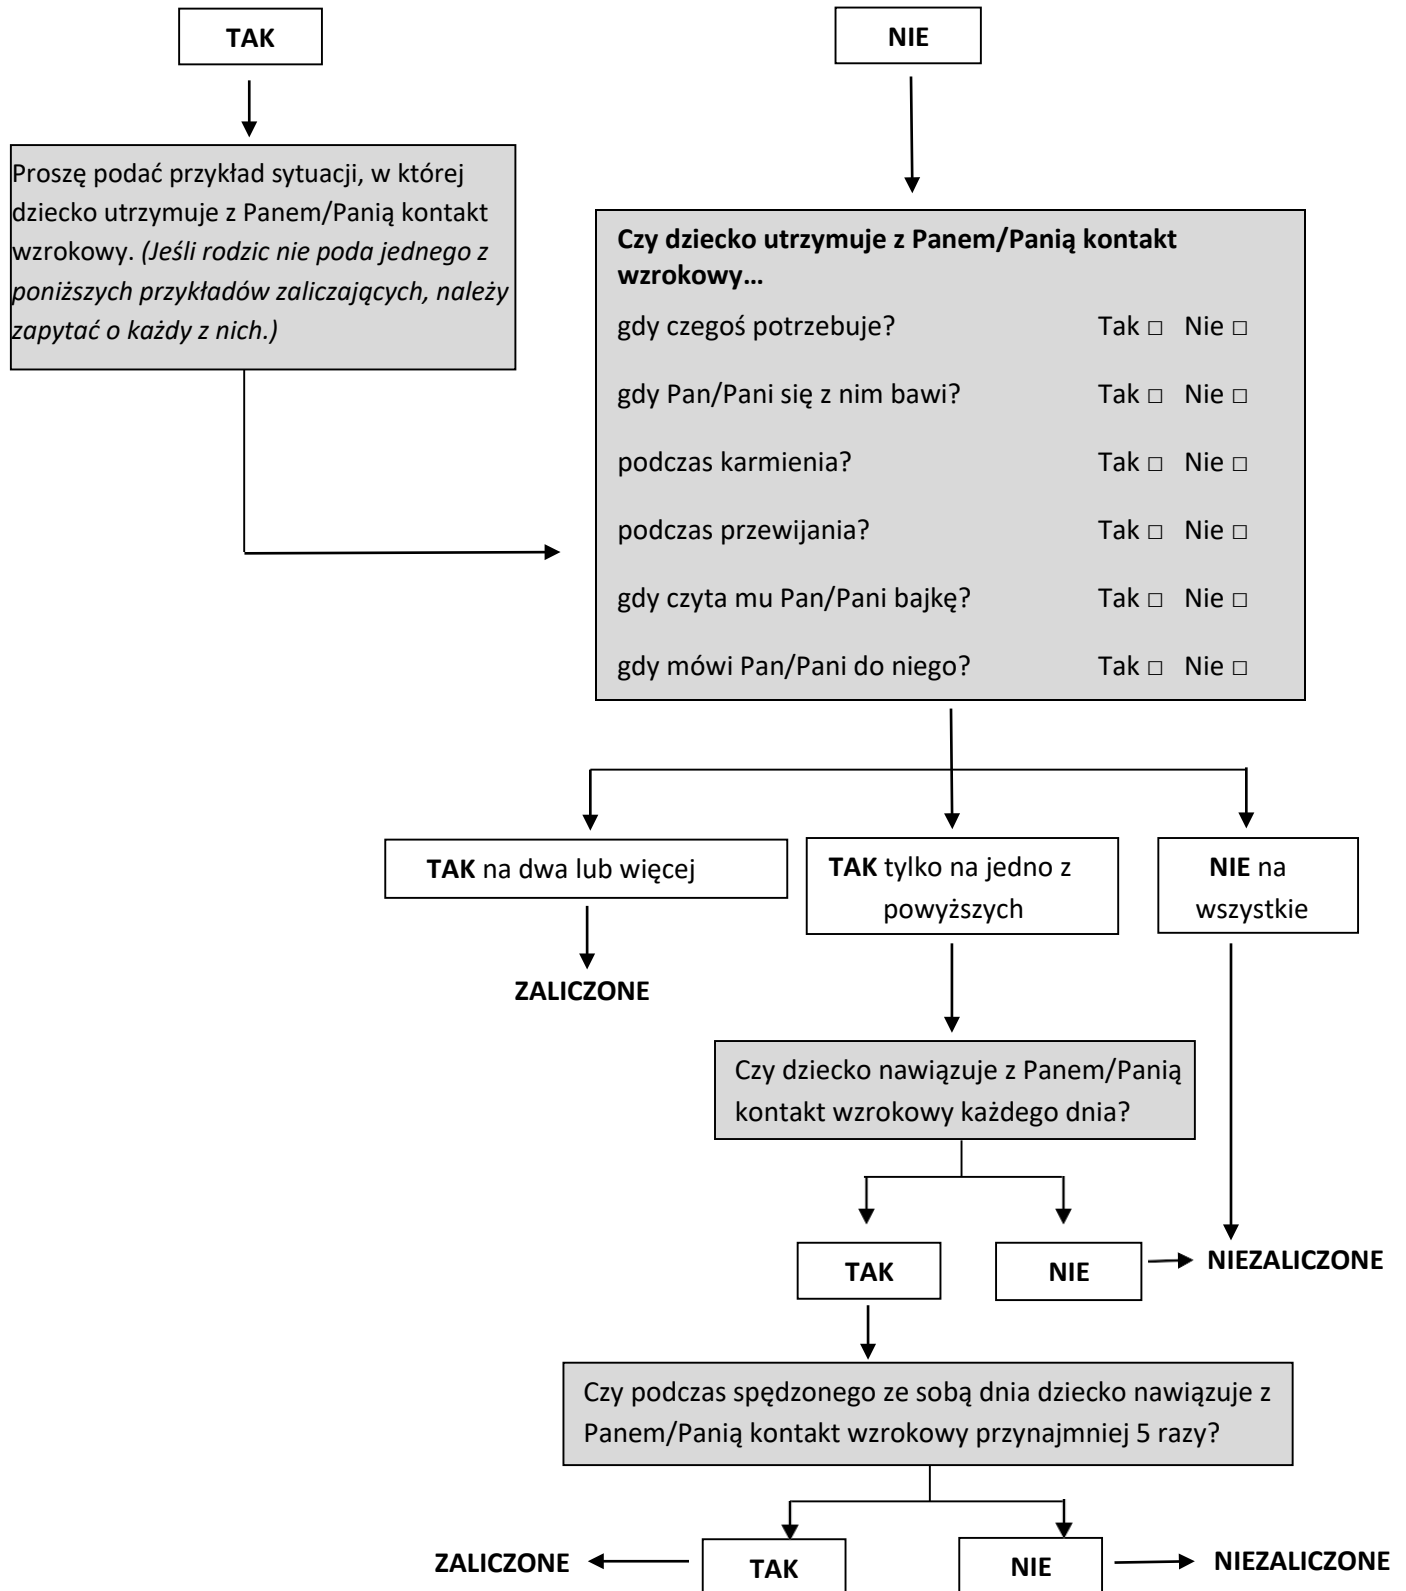 TAK
NIE
Proszę podać przykład sytuacji, w której
dziecko utrzymuje z Panem/Panią kontakt
wzrokowy. (Jeśli rodzic nie poda jednego z
poniższych przykładów zaliczających, należy
zapytać o każdy z nich.)
Czy dziecko utrzymuje z Panem/Panią kontakt
wzrokowy…
gdy czegoś potrzebuje? Tak □ Nie □
gdy Pan/Pani się z nim bawi? Tak □ Nie □
podczas karmienia? Tak □ Nie □
podczas przewijania? Tak □ Nie □
gdy czyta mu Pan/Pani bajkę? Tak □ Nie □
gdy mówi Pan/Pani do niego? Tak □ Nie □
TAK na dwa lub więcej
TAK tylko na jedno z
powyższych
NIE na
wszystkie
ZALICZONE
Czy dziecko nawiązuje z Panem/Panią
kontakt wzrokowy każdego dnia?
TAK
NIE
NIEZALICZONE
Czy podczas spędzonego ze sobą dnia dziecko nawiązuje z
Panem/Panią kontakt wzrokowy przynajmniej 5 razy?
ZALICZONE
TAK
NIE
NIEZALICZONE